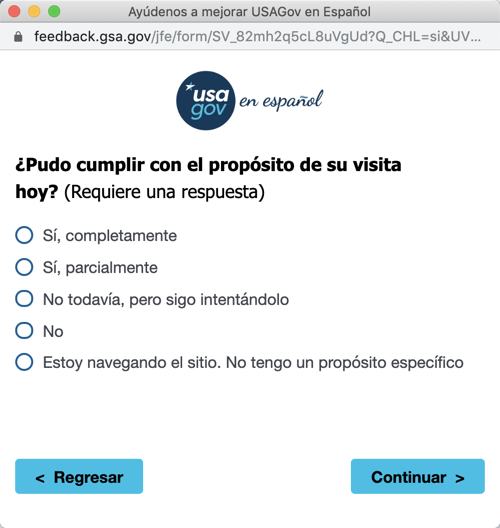 Ayúdenos a mejorar USAGov en Español
feedback.gsa.gov/jfe/form/SV_82mh2q5cL8uVgUd?Q_CHL=si&UV...
usa
gov
en español
¿Pudo cumplir con el propósito de su visita
hoy? (Requiere una respuesta)
Sí, completamente
Sí, parcialmente
No todavía, pero sigo intentándolo
No
Estoy navegando el sitio. No tengo un propósito específico
< Regresar
Continuar >